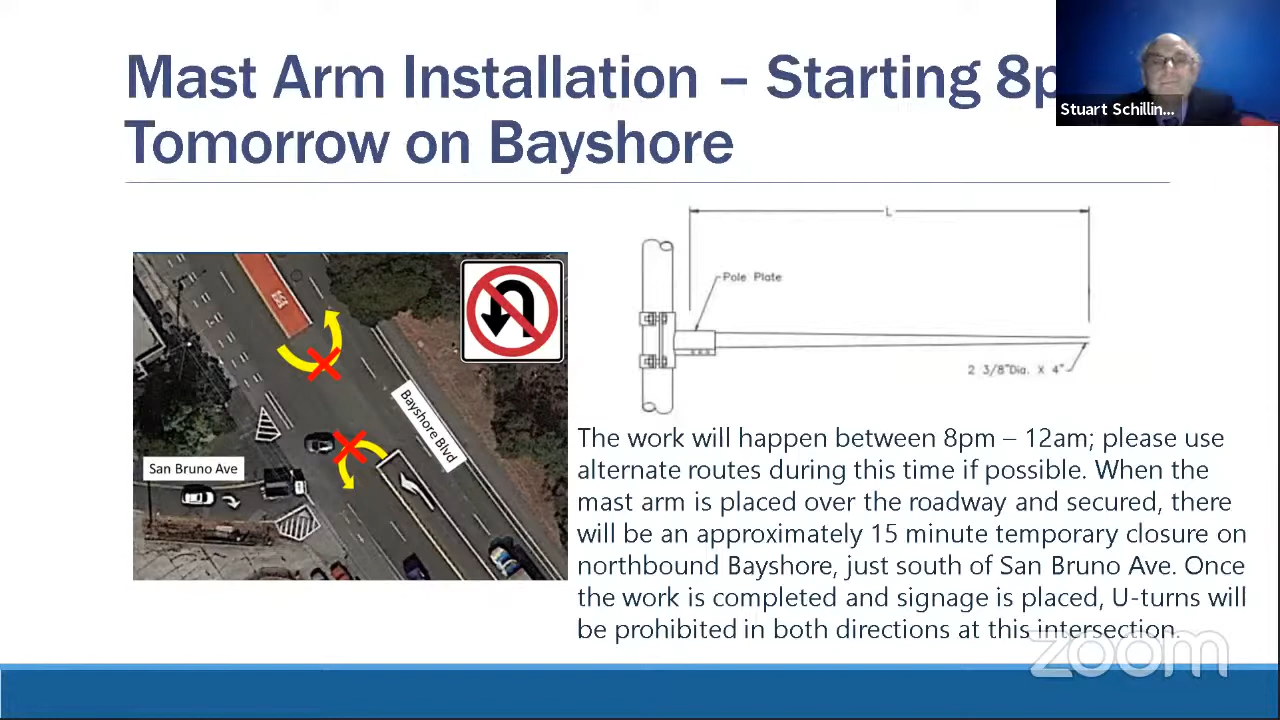 Mast Arm Installation – Starting 8p
Tomorrow on Bayshore
Stuart Schillin...
L
Pole Plate
2 3/8"Dia. X 4"
Bayshore Blvd
San Bruno Ave
The work will happen between 8pm – 12am; please use
alternate routes during this time if possible. When the
mast arm is placed over the roadway and secured, there
will be an approximately 15 minute temporary closure on
northbound Bayshore, just south of San Bruno Ave. Once
the work is completed and signage is placed, U-turns will
be prohibited in both directions at this intersection.
zoom